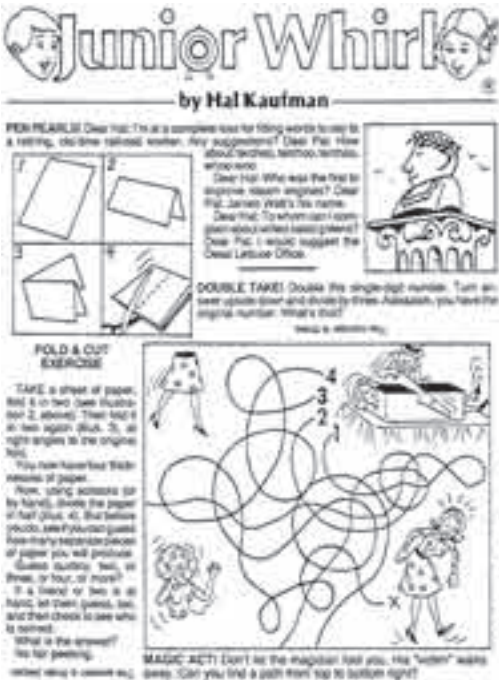 Junior Whirl
by Hal Kaufman
PEN PEARLS! Dear Hal: I'm at a complete loss for fitting words to say to
a retiring, old-time railroad worker. Any suggestions? Dear Pal: How
about
Dear Hal: Who was the first to
improve steam engines? Dear
Pal: James Watt's his name.
Dear Hal: To whom can I com-
plain about wilted salad greens?
Dear Pal: I would suggest the
Dead Lettuce Office.
1
2
3
4
DOUBLE TAKE! Double this single-digit number. Turn an-
swer upside down and divide by three. you have the
original number. What's this?
FOLD & CUT
EXERCISE
TAKE a sheet of paper,
fold it in two (see illustra-
tion 2, above). Then fold it
in two again (illus. 3), at
right angles to the original
fold.
You now have four thick-
nesses of paper.
Now, using scissors (or
by hand), divide the paper
in half (illus. 4). But before
you do, see if you can guess
how many separate pieces
of paper you will produce.
Guess quickly: two, or
three, or four, or more?
If a friend or two is at
hand, let them guess, too,
and then check to see who
is correct.
What is the answer?
No fair peeking.
4
3
2
1
X
MAGIC ACT! Don't let the magician fool you. His "victim" walks
away. Can you find a path from top to bottom right?